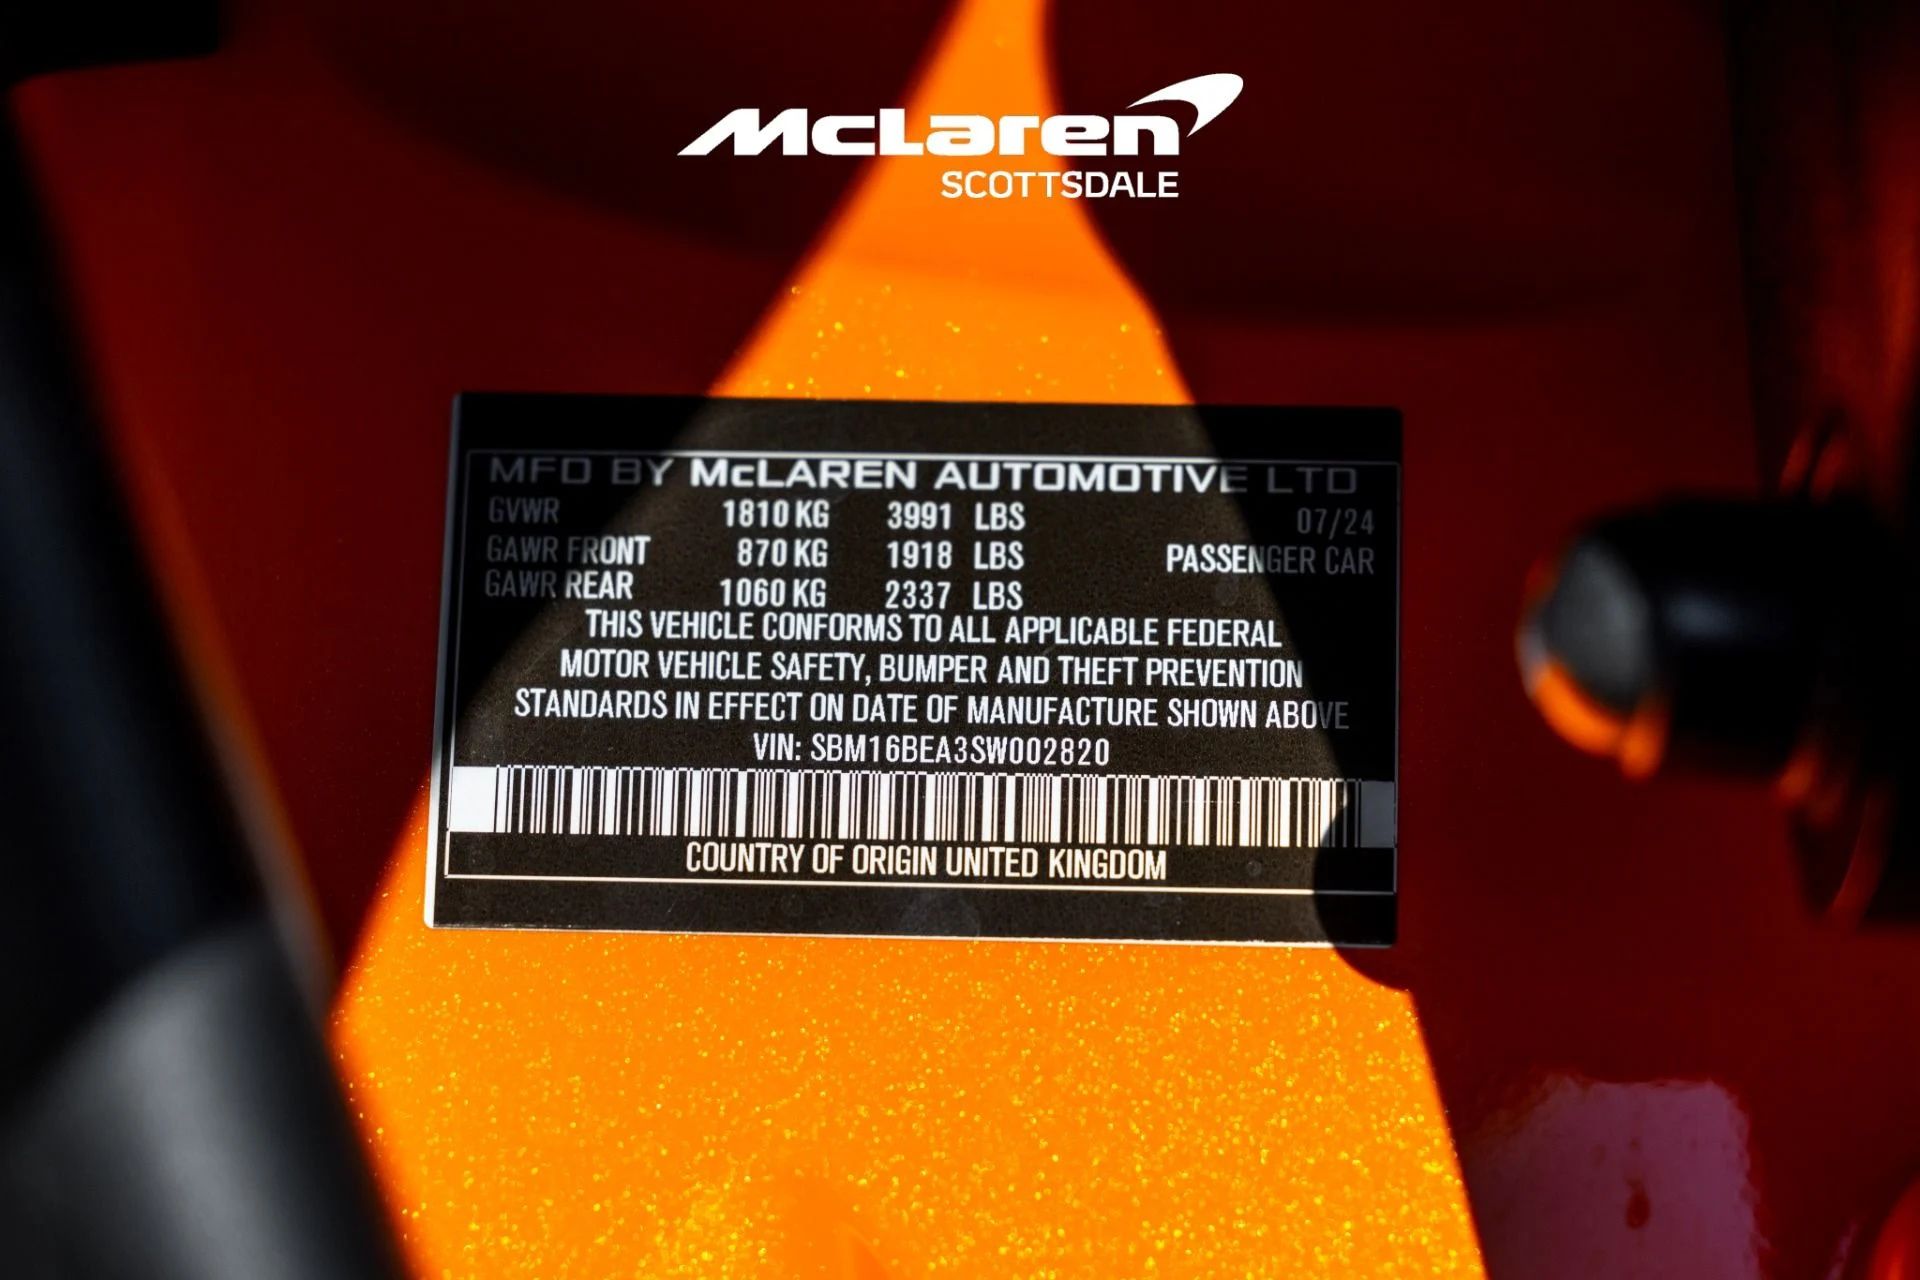 McLaren
SCOTTSDALE
MFD BY McLAREN AUTOMOTIVE LTD
GVWR 1810 KG 3991 LBS 07/24
GAWR FRONT 870 KG 1918 LBS PASSENGER CAR
GAWR REAR 1060 KG 2337 LBS
THIS VEHICLE CONFORMS TO ALL APPLICABLE FEDERAL
MOTOR VEHICLE SAFETY, BUMPER AND THEFT PREVENTION
STANDARDS IN EFFECT ON DATE OF MANUFACTURE SHOWN ABOVE
VIN: SBM16BEA3SW002820
COUNTRY OF ORIGIN UNITED KINGDOM